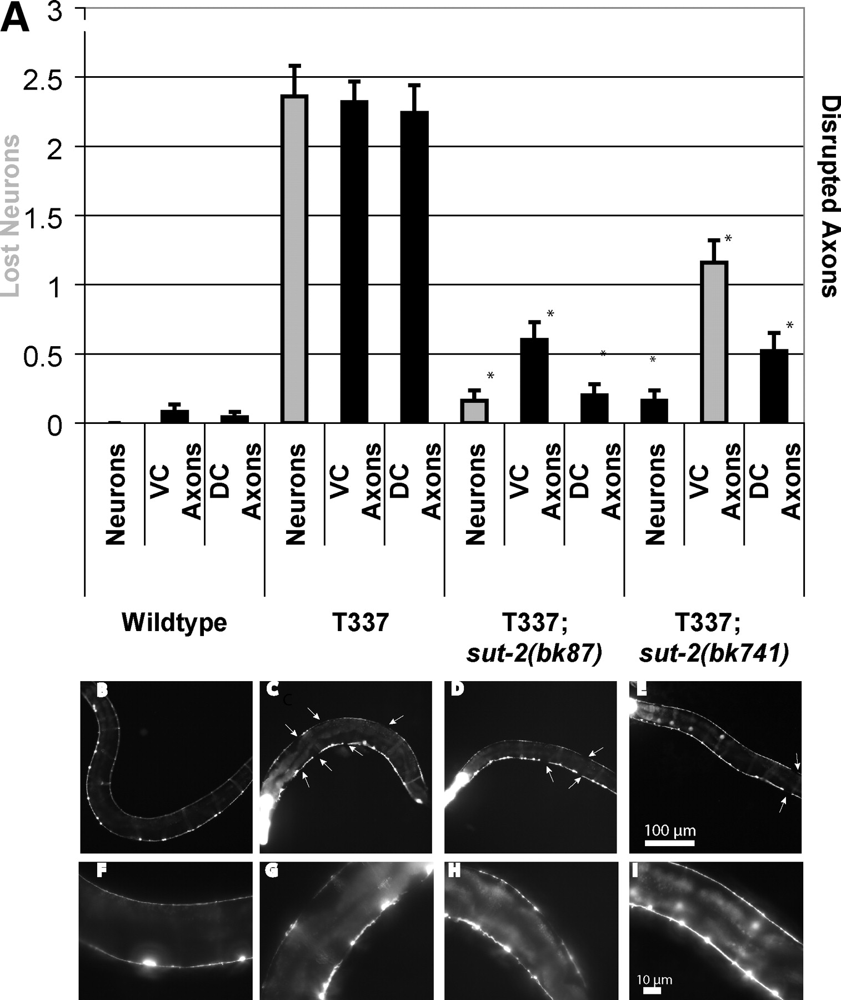 A
3
2.5
2
1.5
1
0.5
0
Lost Neurons
Disrupted Axons
*
*
*
*
*
*
Neurons
VC
Axons
DC
Axons
Neurons
VC
Axons
DC
Axons
Neurons
VC
Axons
DC
Axons
Neurons
VC
Axons
DC
Axons
Wildtype
T337
T337;
sut-2(bk87)
T337;
sut-2(bk741)
B
C
C
D
E
100 µm
F
G
H
I
10 µm